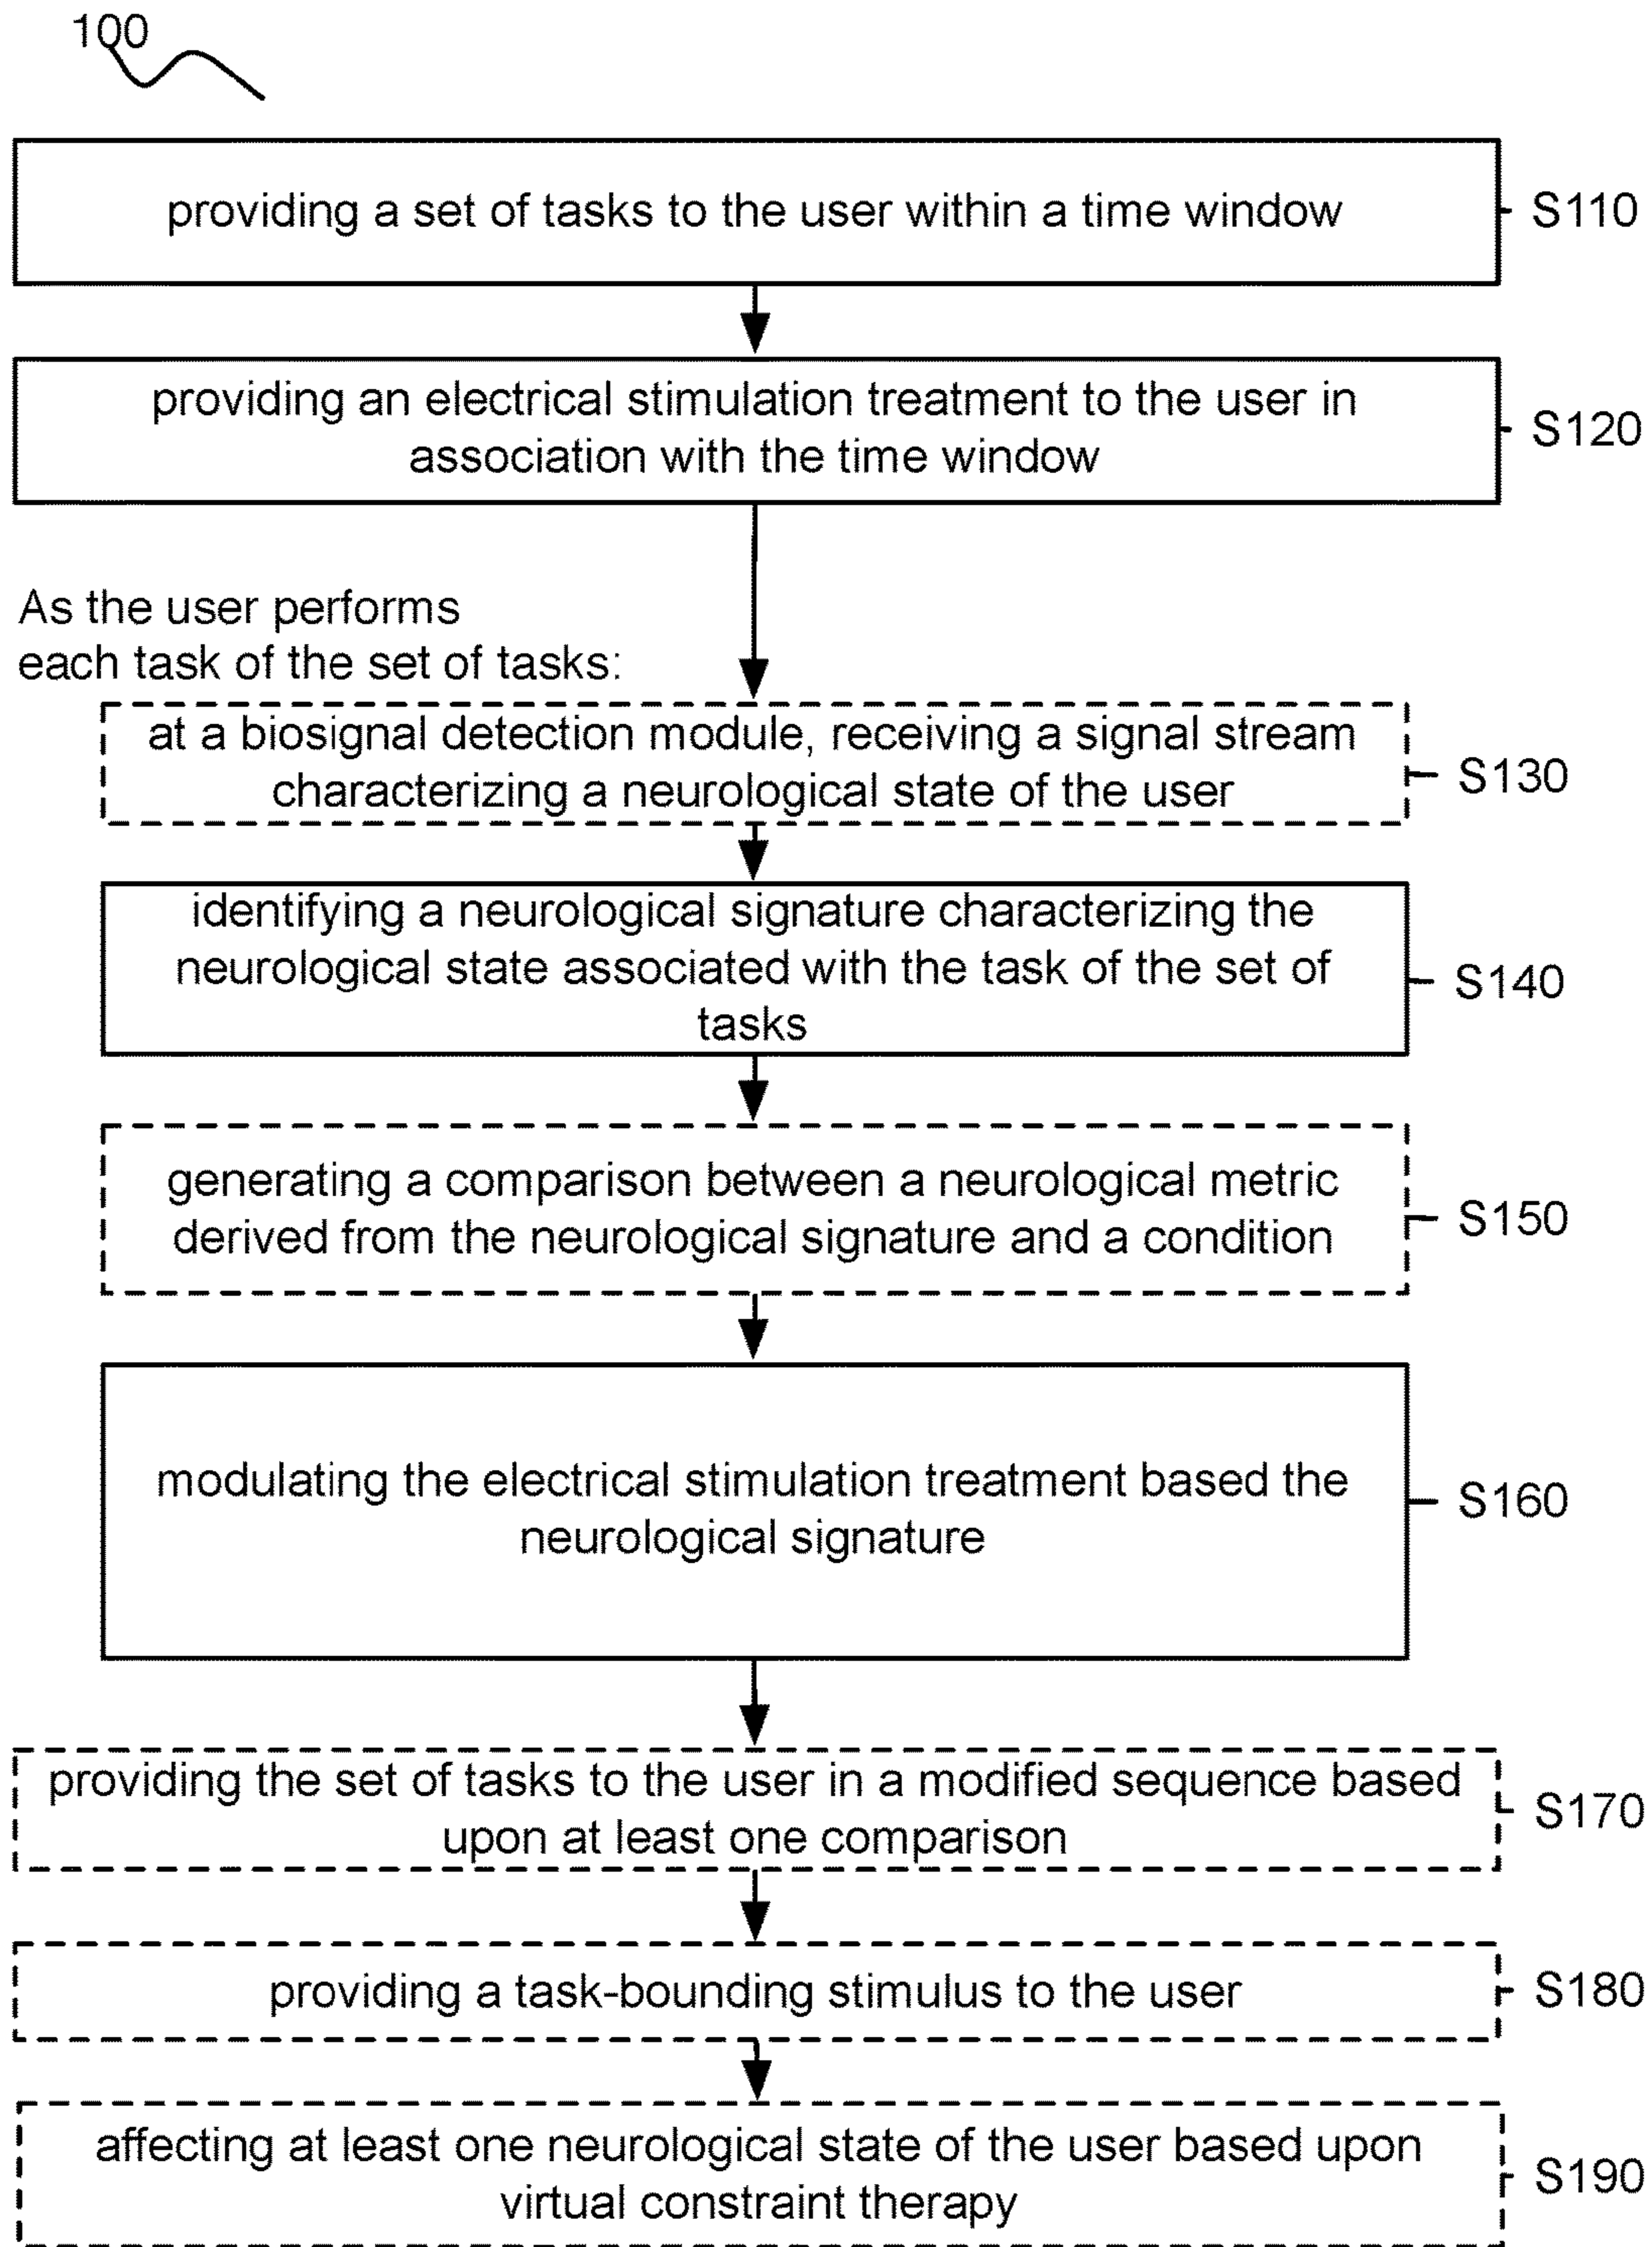 100
providing a set of tasks to the user within a time window
S110
providing an electrical stimulation treatment to the user in
association with the time window
S120
As the user performs
each task of the set of tasks:
at a biosignal detection module, receiving a signal stream
characterizing a neurological state of the user
S130
identifying a neurological signature characterizing the
neurological state associated with the task of the set of
tasks
S140
generating a comparison between a neurological metric
derived from the neurological signature and a condition
S150
modulating the electrical stimulation treatment based the
neurological signature
S160
providing the set of tasks to the user in a modified sequence based
upon at least one comparison
S170
providing a task-bounding stimulus to the user
S180
affecting at least one neurological state of the user based upon
virtual constraint therapy
S190